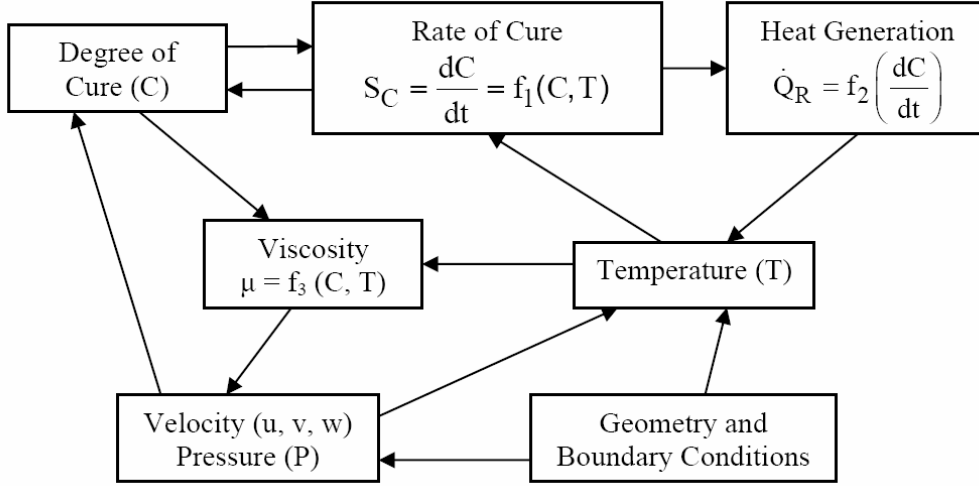 Degree of
Cure (C)
Rate of Cure
S_C = dC/dt = f_1(C, T)
Heat Generation
Q̇_R = f_2(dC/dt)
Viscosity
μ = f_3 (C, T)
Temperature (T)
Velocity (u, v, w)
Pressure (P)
Geometry and
Boundary Conditions